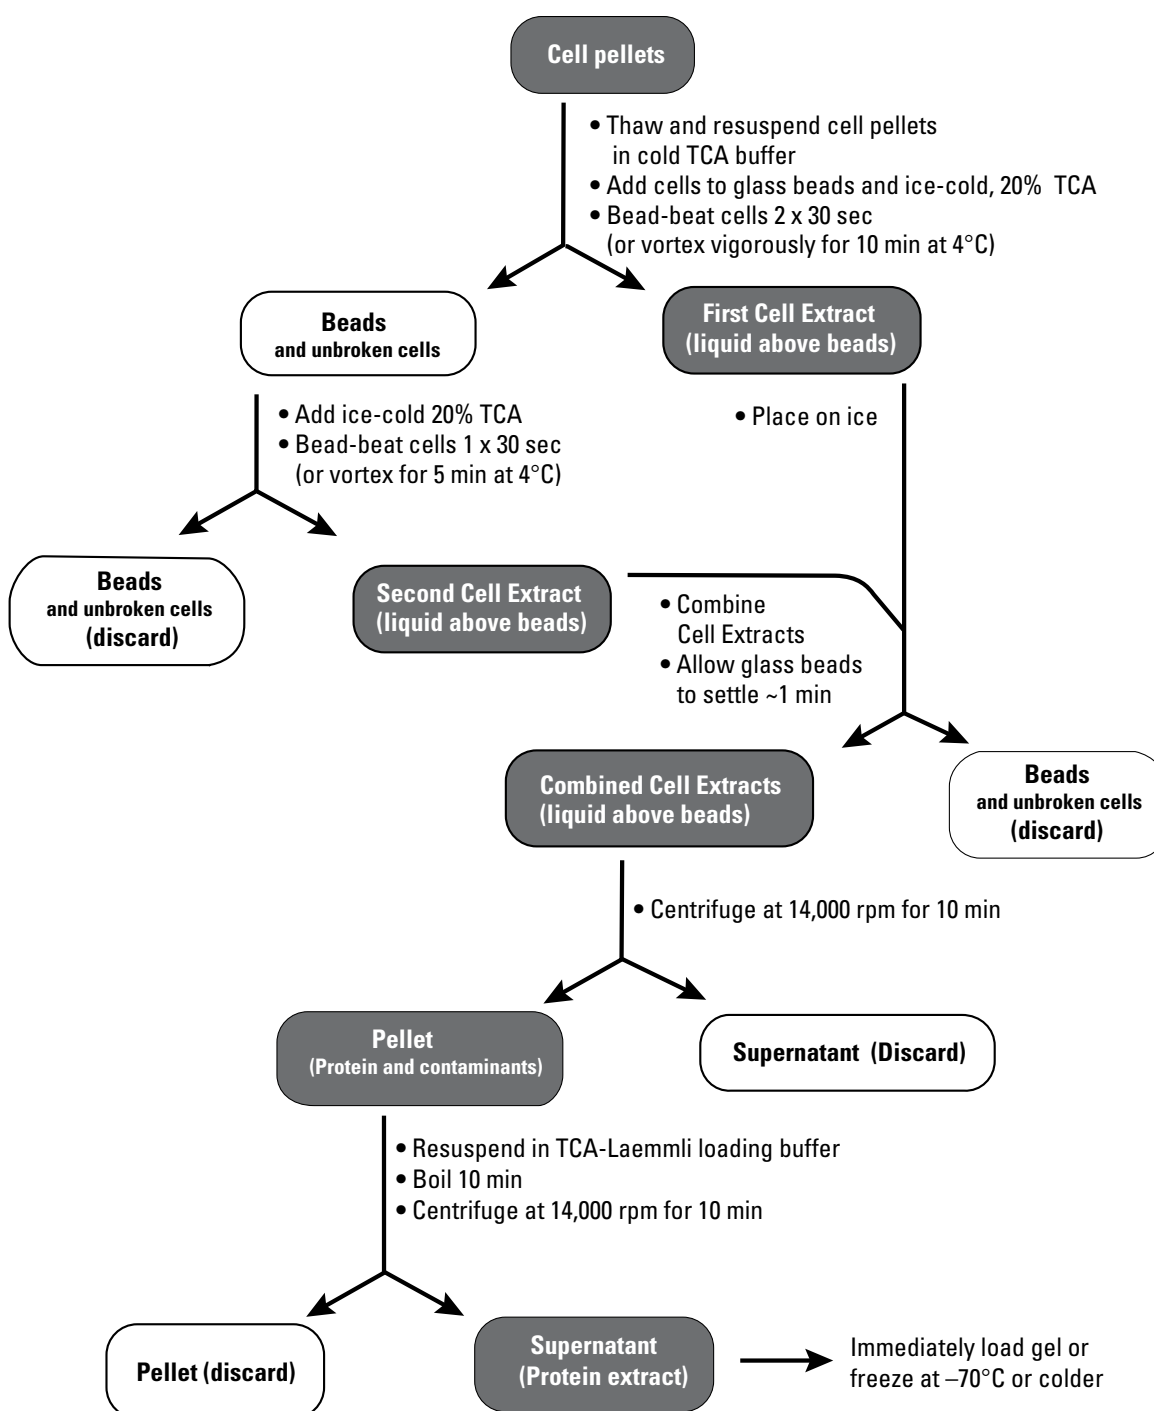 Cell pellets
• Thaw and resuspend cell pellets
in cold TCA buffer
• Add cells to glass beads and ice-cold, 20% TCA
• Bead-beat cells 2 x 30 sec
(or vortex vigorously for 10 min at 4°C)
Beads
and unbroken cells
First Cell Extract
(liquid above beads)
• Add ice-cold 20% TCA
• Bead-beat cells 1 x 30 sec
(or vortex for 5 min at 4°C)
• Place on ice
Beads
and unbroken cells
(discard)
Second Cell Extract
(liquid above beads)
• Combine
Cell Extracts
• Allow glass beads
to settle ~1 min
Combined Cell Extracts
(liquid above beads)
Beads
and unbroken cells
(discard)
• Centrifuge at 14,000 rpm for 10 min
Pellet
(Protein and contaminants)
Supernatant (Discard)
• Resuspend in TCA-Laemmli loading buffer
• Boil 10 min
• Centrifuge at 14,000 rpm for 10 min
Pellet (discard)
Supernatant
(Protein extract)
Immediately load gel or
freeze at –70°C or colder